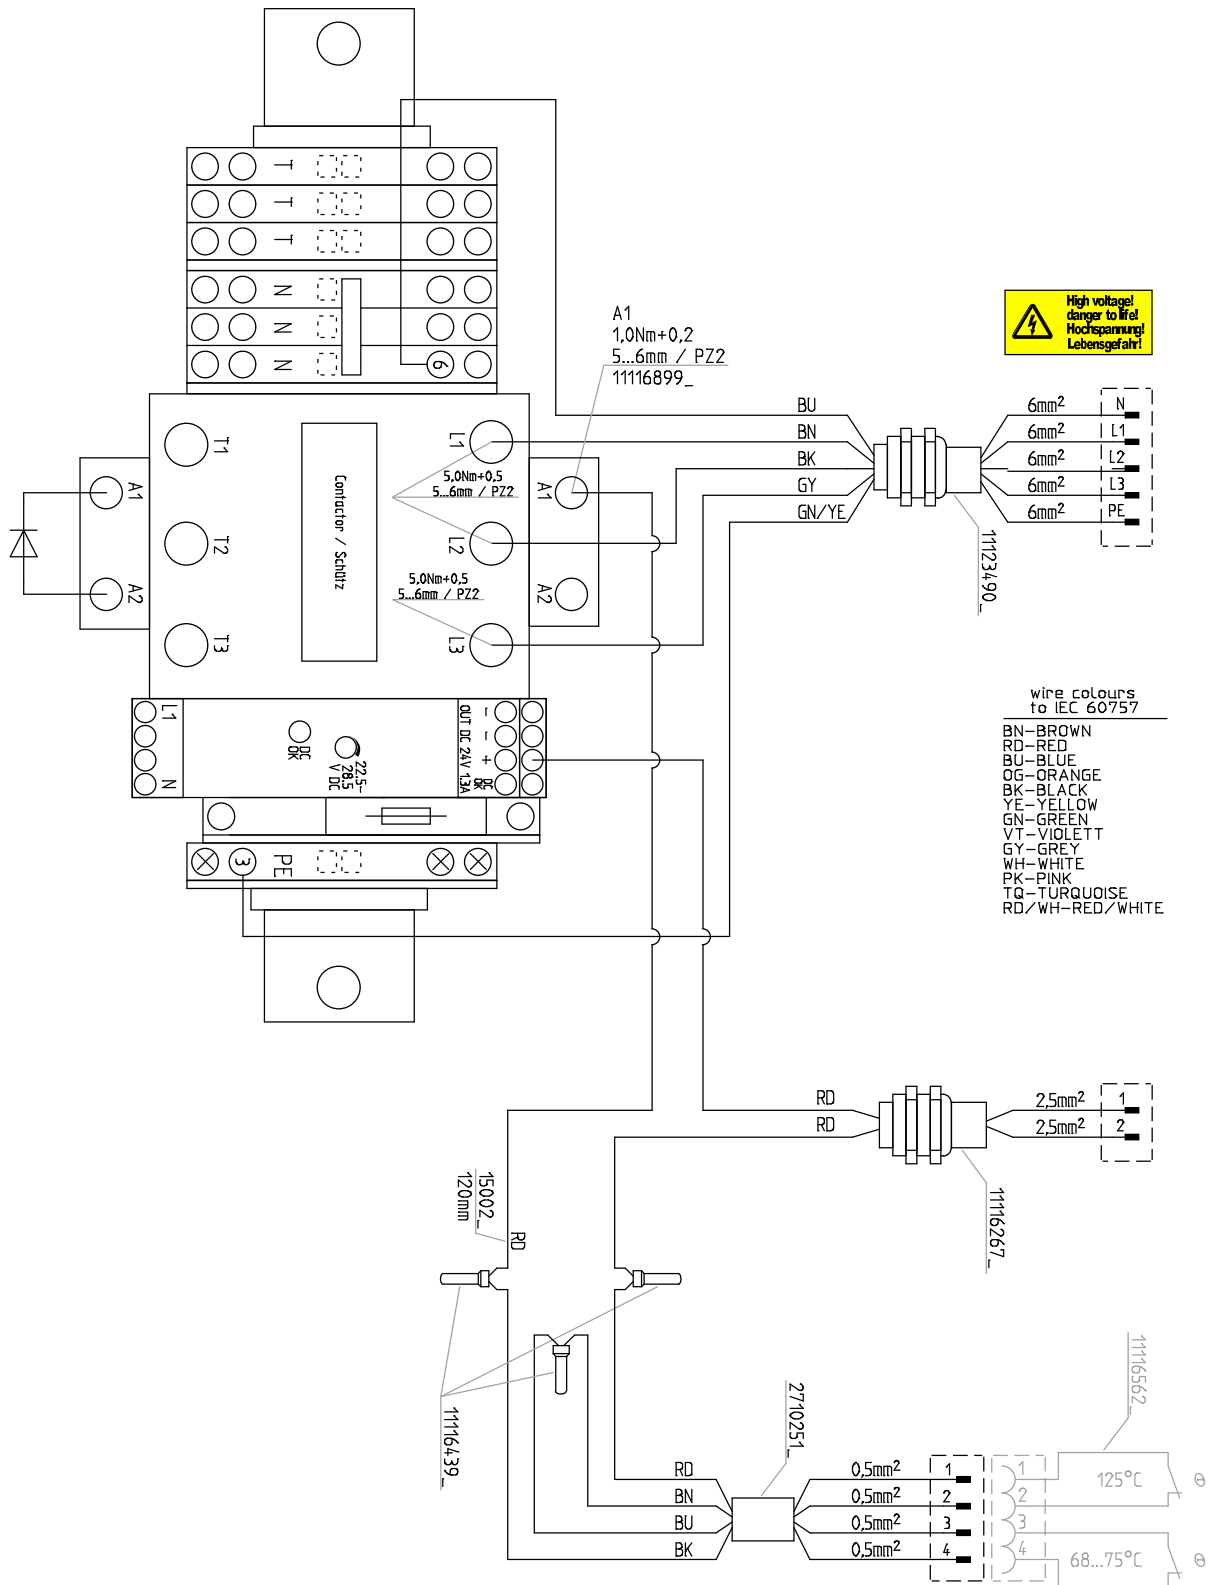 T
T
T
N
N
N
6
A1
1,0Nm+0,2
5...6mm / PZ2
11116899_
High voltage!
danger to life!
Hochspannung!
Lebensgefahr!
BU
BN
BK
GY
GN/YE
6mm²
6mm²
6mm²
6mm²
6mm²
N
L1
L2
L3
PE
11123490_
T1
T2
T3
L1
L2
L3
A1
A2
A1
A2
Contactor / Schütz
5,0Nm+0,5
5...6mm / PZ2
5,0Nm+0,5
5...6mm / PZ2
L1
N
DC
OK
22.5-
28.5
V DC
OUT DC 24V 1.3A
-
-
+
DC
OK
3
PE
wire colours
to IEC 60757
BN-BROWN
RD-RED
BU-BLUE
OG-ORANGE
BK-BLACK
YE-YELLOW
GN-GREEN
VT-VIOLETT
GY-GREY
WH-WHITE
PK-PINK
TQ-TURQUOISE
RD/WH-RED/WHITE
RD
RD
2,5mm²
2,5mm²
1
2
11116267_
15002_
120mm
RD
11116439_
2710251_
RD
BN
BU
BK
0,5mm²
0,5mm²
0,5mm²
0,5mm²
1
2
3
4
1
2
3
4
11116562_
125°C
θ
68...75°C
θ